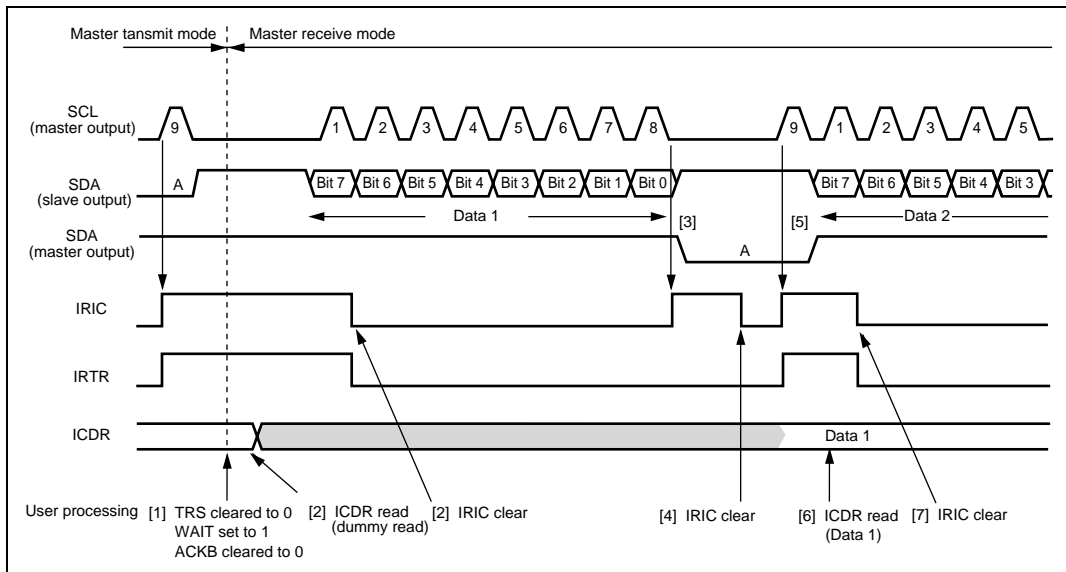 Master tansmit mode Master receive mode
SCL
(master output)
9 1 2 3 4 5 6 7 8 9 1 2 3 4 5
SDA
(slave output)
A Bit 7 Bit 6 Bit 5 Bit 4 Bit 3 Bit 2 Bit 1 Bit 0 Bit 7 Bit 6 Bit 5 Bit 4 Bit 3
Data 1 [3] [5] Data 2
SDA
(master output)
A
IRIC
IRTR
ICDR
Data 1
User processing [1] TRS cleared to 0
WAIT set to 1
ACKB cleared to 0
[2] ICDR read
(dummy read)
[2] IRIC clear
[4] IRIC clear
[6] ICDR read
(Data 1)
[7] IRIC clear